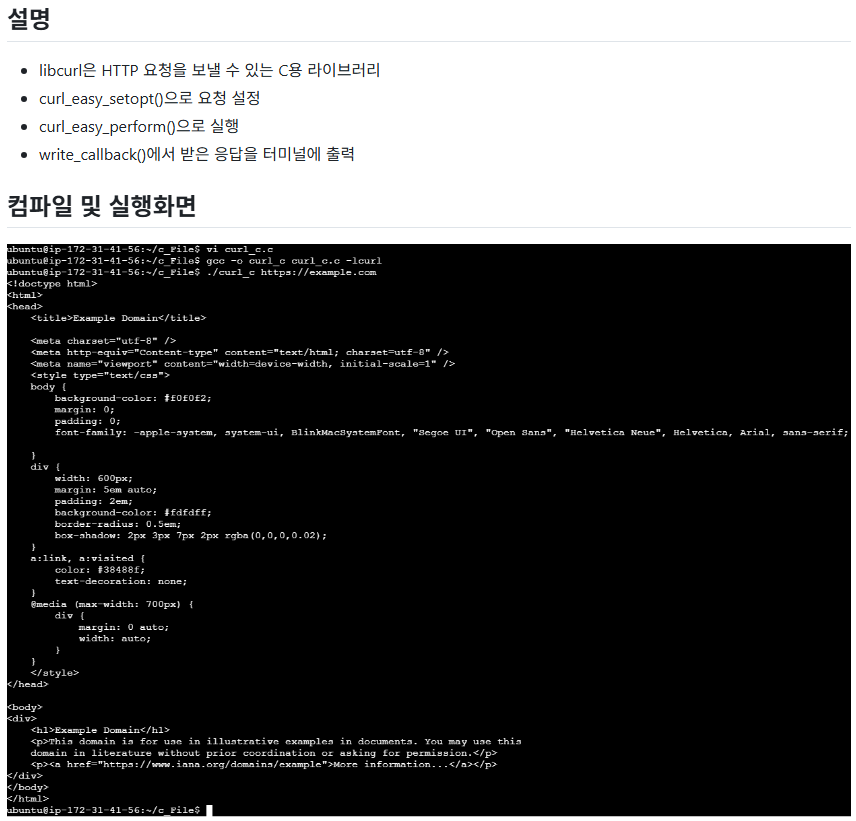 설명
libcurl은 HTTP 요청을 보낼 수 있는 C용 라이브러리
curl_easy_setopt()으로 요청 설정
curl_easy_perform()으로 실행
write_callback()에서 받은 응답을 터미널에 출력
컴파일 및 실행화면
ubuntu@ip-172-31-41-56:~/c_File$ vi curl_c.c
ubuntu@ip-172-31-41-56:~/c_File$ gcc -o curl_c curl_c.c -lcurl
ubuntu@ip-172-31-41-56:~/c_File$ ./curl_c https://example.com
<!doctype html>
<html>
<head>
    <title>Example Domain</title>

    <meta charset="utf-8" />
    <meta http-equiv="Content-type" content="text/html; charset=utf-8" />
    <meta name="viewport" content="width=device-width, initial-scale=1" />
    <style type="text/css">
    body {
        background-color: #f0f0f2;
        margin: 0;
        padding: 0;
        font-family: -apple-system, system-ui, BlinkMacSystemFont, "Segoe UI", "Open Sans", "Helvetica Neue", Helvetica, Arial, sans-serif;

    }
    div {
        width: 600px;
        margin: 5em auto;
        padding: 2em;
        background-color: #fdfdff;
        border-radius: 0.5em;
        box-shadow: 2px 3px 7px 2px rgba(0,0,0,0.02);
    }
    a:link, a:visited {
        color: #38488f;
        text-decoration: none;
    }
    @media (max-width: 700px) {
        div {
            margin: 0 auto;
            width: auto;
        }
    }
    </style>
</head>

<body>
<div>
    <h1>Example Domain</h1>
    <p>This domain is for use in illustrative examples in documents. You may use this
    domain in literature without prior coordination or asking for permission.</p>
    <p><a href="https://www.iana.org/domains/example">More information...</a></p>
</div>
</body>
</html>
ubuntu@ip-172-31-41-56:~/c_File$